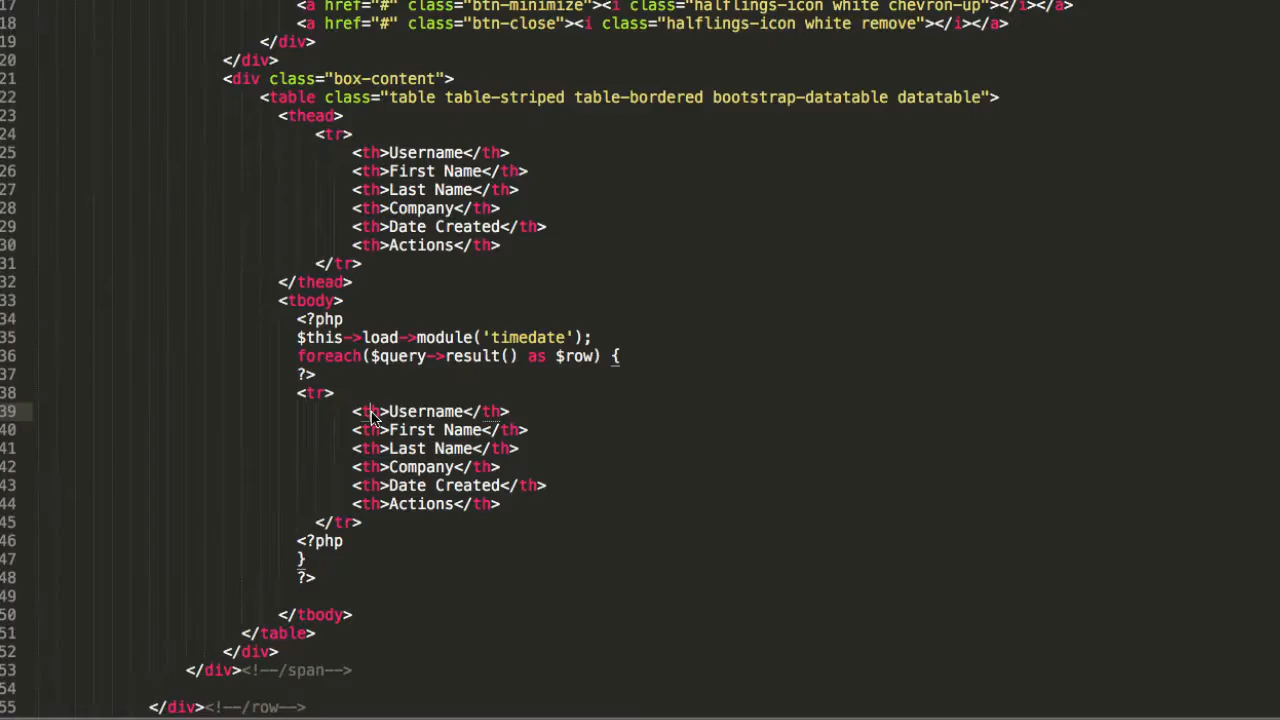 17 <a href="#" class="btn-minimize"><i class="halflings-icon white chevron-up"></i></a>
18 <a href="#" class="btn-close"><i class="halflings-icon white remove"></i></a>
19 </div>
20 </div>
21 <div class="box-content">
22 <table class="table table-striped table-bordered bootstrap-datatable datatable">
23 <thead>
24 <tr>
25 <th>Username</th>
26 <th>First Name</th>
27 <th>Last Name</th>
28 <th>Company</th>
29 <th>Date Created</th>
30 <th>Actions</th>
31 </tr>
32 </thead>
33 <tbody>
34 <?php
35 $this->load->module('timedate');
36 foreach($query->result() as $row) {
37 ?>
38 <tr>
39 <th>Username</th>
40 <th>First Name</th>
41 <th>Last Name</th>
42 <th>Company</th>
43 <th>Date Created</th>
44 <th>Actions</th>
45 </tr>
46 <?php
47 }
48 ?>
49
50 </tbody>
51 </table>
52 </div>
53 </div><!--/span-->
54
55 </div><!--/row-->